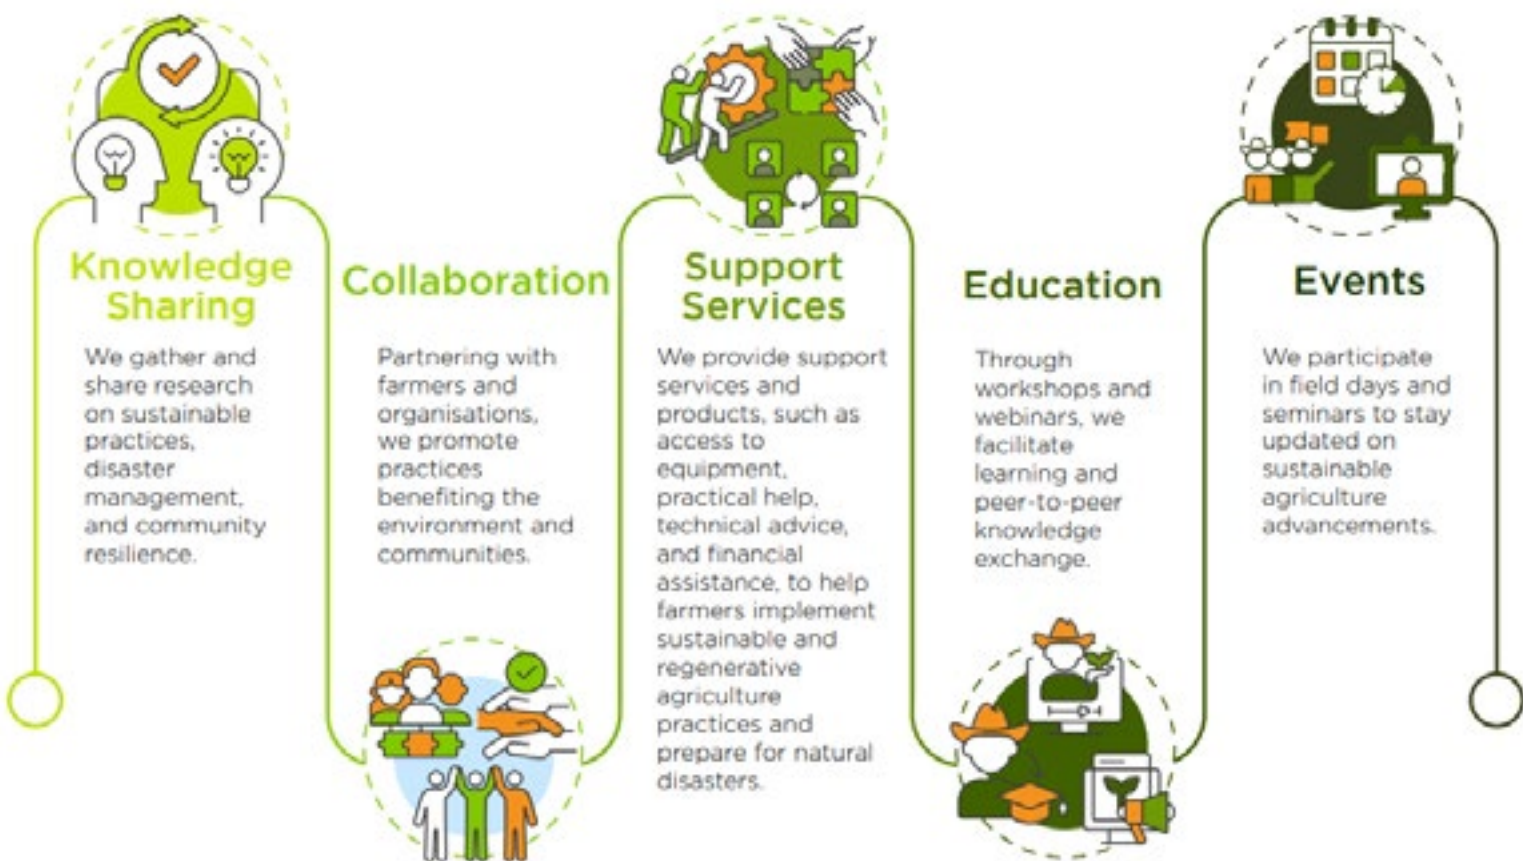 Knowledge
Sharing
We gather and
share research
on sustainable
practices,
disaster
management,
and community
resilience.
Collaboration
Partnering with
farmers and
organisations,
we promote
practices
benefiting the
environment and
communities.
Support
Services
We provide support
services and
products, such as
access to
equipment,
practical help,
technical advice,
and financial
assistance, to help
farmers implement
sustainable and
regenerative
agriculture
practices and
prepare for natural
disasters.
Education
Through
workshops and
webinars, we
facilitate
learning and
peer-to-peer
knowledge
exchange.
Events
We participate
in field days and
seminars to stay
updated on
sustainable
agriculture
advancements.